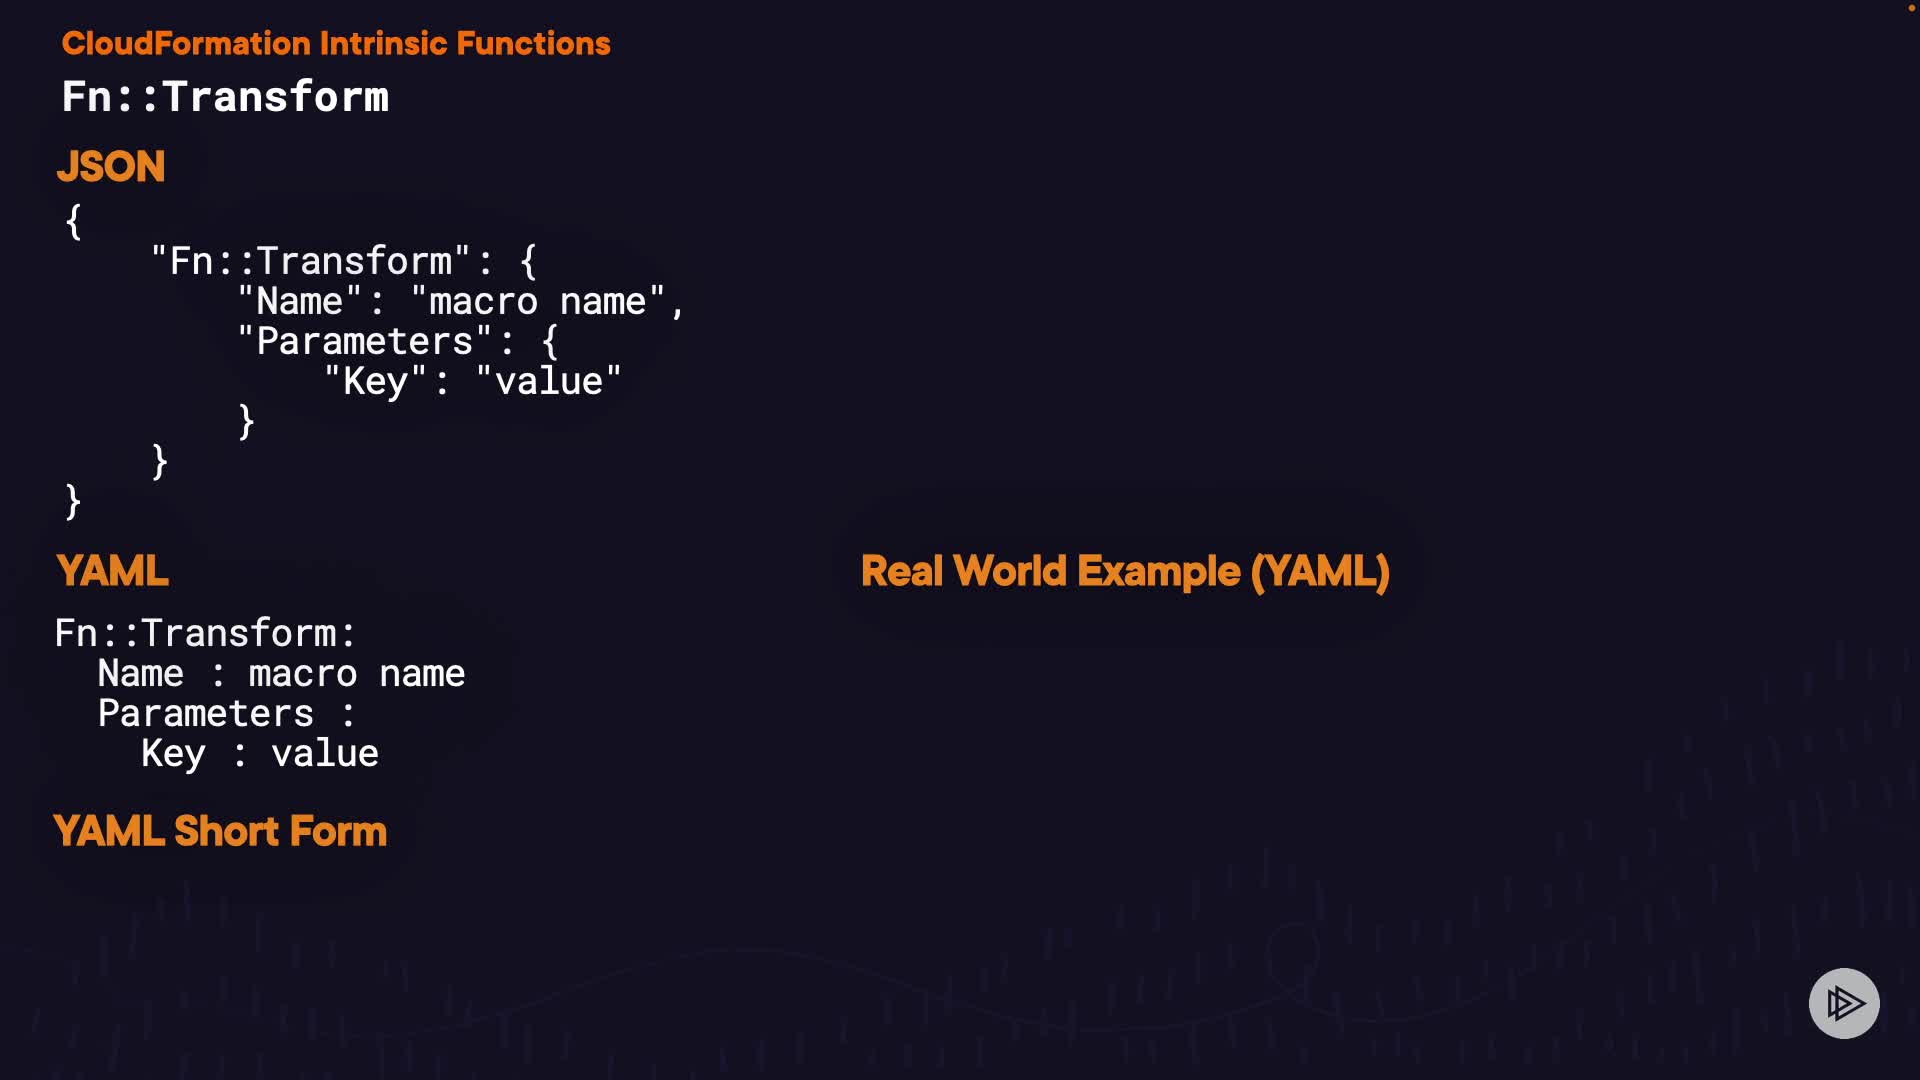 CloudFormation Intrinsic Functions
Fn::Transform
JSON
{
"Fn::Transform": {
"Name": "macro name",
"Parameters": {
"Key": "value"
}
}
}
YAML
Fn::Transform:
Name : macro name
Parameters :
Key : value
YAML Short Form
Real World Example (YAML)